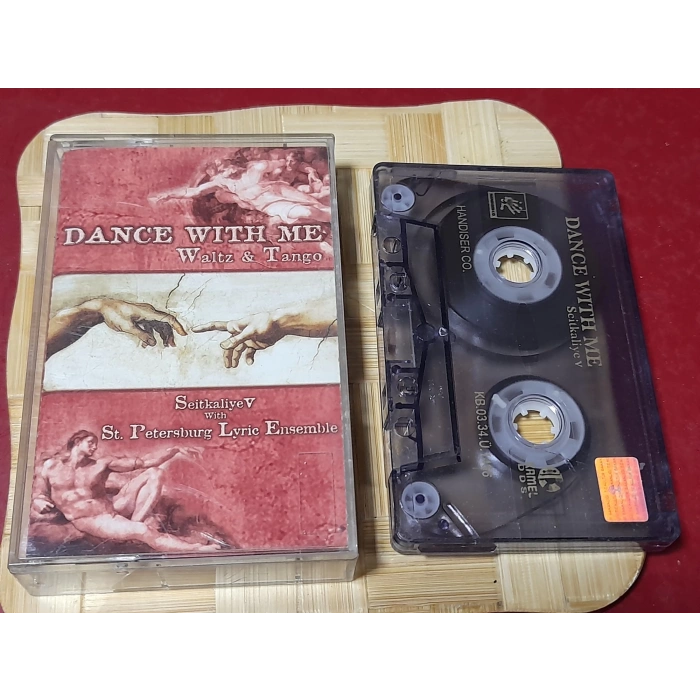 DANCE WITH ME
Waltz & Tango
SeitkaliyeV
With
St. Petersburg Lyric Ensemble
HANDISER CO.
DANCE WITH ME
Seitkaliyev